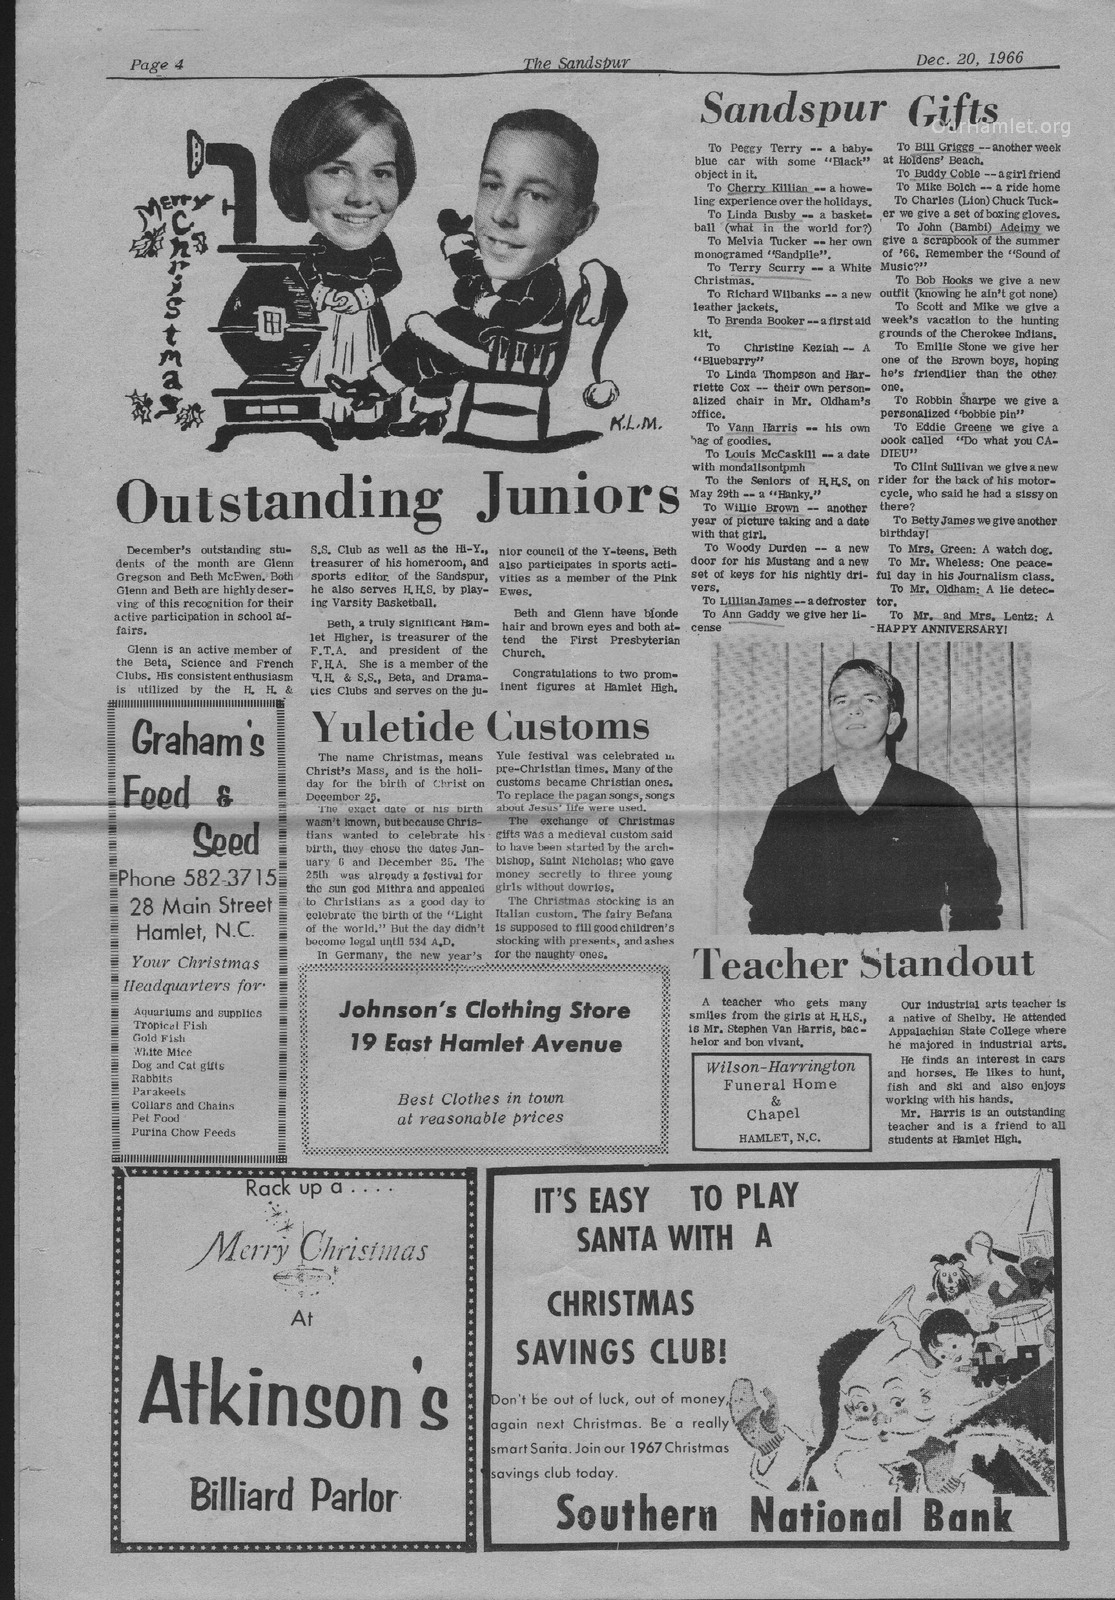 Page 4
The Sandspur
Dec. 20, 1966
OurHamlet.org
Merry
Christmas
K.L.M.
Outstanding Juniors
December's outstanding stu-
dents of the month are Glenn
Gregson and Beth McEwen. Both
Glenn and Beth are highly deser-
ving of this recognition for their
active participation in school af-
fairs.
Glenn is an active member of
the Beta, Science and French
Clubs. His consistent enthusiasm
is utilized by the H. H. &
S.S. Club as well as the Hi-Y.,
treasurer of his homeroom, and
sports editor of the Sandspur,
he also serves H.H.S. by play-
ing Varsity Basketball.
Beth, a truly significant Ham-
let Higher, is treasurer of the
F.T.A. and president of the
F.H.A. She is a member of the
H.H. & S.S., Beta, and Drama-
tics Clubs and serves on the ju-
nior council of the Y-teens. Beth
also participates in sports acti-
vities as a member of the Pink
Ewes.
Beth and Glenn have blonde
hair and brown eyes and both at-
tend the First Presbyterian
Church.
Congratulations to two prom-
inent figures at Hamlet High.
Sandspur Gifts
To Peggy Terry -- a baby-
blue car with some "Black"
object in it.
To Cherry Killian -- a howe-
ling experience over the holidays.
To Linda Busby -- a basket-
ball (what in the world for?)
To Melvia Tucker -- her own
monogramed "Sandpile".
To Terry Scurry -- a White
Christmas.
To Richard Wilbanks -- a new
leather jackets.
To Brenda Booker -- a first aid
kit.
To Christine Keziah -- A
"Bluebarry"
To Linda Thompson and Har-
riette Cox -- their own person-
alized chair in Mr. Oldham's
office.
To Vann Harris -- his own
bag of goodies.
To Louis McCaskill -- a date
with mondalisontpmh
To the Seniors of H.H.S. on
May 29th -- a "Hanky."
To Willie Brown -- another
year of picture taking and a date
with that girl.
To Woody Durden -- a new
door for his Mustang and a new
set of keys for his nightly dri-
vers.
To Lillian James -- a defroster
To Ann Gaddy we give her li-
cense
To Bill Griggs -- another week
at Holdens' Beach.
To Buddy Coble -- a girl friend
To Mike Bolch -- a ride home
To Charles (Lion) Chuck Tuck-
er we give a set of boxing gloves.
To John (Bambi) Adeimy we
give a scrapbook of the summer
of '66. Remember the "Sound of
Music?"
To Bob Hooks we give a new
outfit (knowing he ain't got none)
To Scott and Mike we give a
week's vacation to the hunting
grounds of the Cherokee Indians.
To Emilie Stone we give her
one of the Brown boys, hoping
he's friendlier than the other
one.
To Robbin Sharpe we give a
personalized "bobbie pin"
To Eddie Greene we give a
book called "Do what you CA-
DIEU"
To Clint Sullivan we give a new
rider for the back of his motor-
cycle, who said he had a sissy on
there?
To Betty James we give another
birthday!
To Mrs. Green: A watch dog.
To Mr. Wheless: One peace-
ful day in his Journalism class.
To Mr. Oldham: A lie detec-
tor.
To Mr. and Mrs. Lentz: A
HAPPY ANNIVERSARY!
Graham's
Feed &
Seed
Phone 582-3715
28 Main Street
Hamlet, N.C.
Your Christmas
Headquarters for:
Aquariums and supplies
Tropical Fish
Gold Fish
White Mice
Dog and Cat gifts
Rabbits
Parakeets
Collars and Chains
Pet Food
Purina Chow Feeds
Yuletide Customs
The name Christmas, means
Christ's Mass, and is the holi-
day for the birth of Christ on
December 25.
The exact date of his birth
wasn't known, but because Chris-
tians wanted to celebrate his
birth, they chose the dates Jan-
uary 6 and December 25. The
25th was already a festival for
the sun god Mithra and appealed
to Christians as a good day to
celebrate the birth of the "Light
of the world." But the day didn't
become legal until 534 A.D.
In Germany, the new year's
Yule festival was celebrated in
pre-Christian times. Many of the
customs became Christian ones.
To replace the pagan songs, songs
about Jesus' life were used.
The exchange of Christmas
gifts was a medieval custom said
to have been started by the arch-
bishop, Saint Nicholas; who gave
money secretly to three young
girls without dowries.
The Christmas stocking is an
Italian custom. The fairy Befana
is supposed to fill good children's
stocking with presents, and ashes
for the naughty ones.
Johnson's Clothing Store
19 East Hamlet Avenue
Best Clothes in town
at reasonable prices
Teacher Standout
A teacher who gets many
smiles from the girls at H.H.S.,
is Mr. Stephen Van Harris, bac-
helor and bon vivant.
Our industrial arts teacher is
a native of Shelby. He attended
Appalachian State College where
he majored in industrial arts.
He finds an interest in cars
and horses. He likes to hunt,
fish and ski and also enjoys
working with his hands.
Mr. Harris is an outstanding
teacher and is a friend to all
students at Hamlet High.
Wilson-Harrington
Funeral Home
&
Chapel
HAMLET, N.C.
Rack up a ....
Merry Christmas
At
Atkinson's
Billiard Parlor
IT'S EASY TO PLAY
SANTA WITH A
CHRISTMAS
SAVINGS CLUB!
Don't be out of luck, out of money,
again next Christmas. Be a really
smart Santa. Join our 1967 Christmas
savings club today.
Southern National Bank